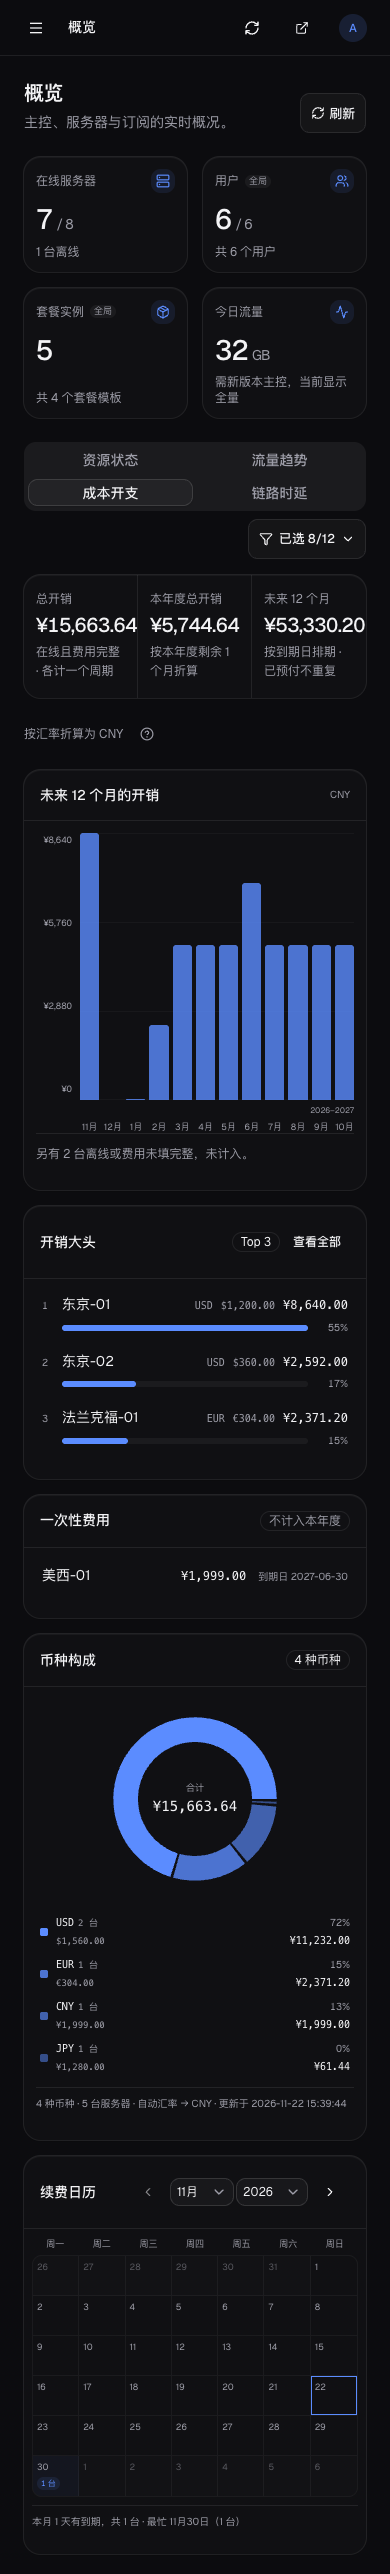 概览
A
概览
主控、服务器与订阅的实时概况。
刷新
在线服务器
7 / 8
1 台离线
用户 全局
6 / 6
共 6 个用户
套餐实例 全局
5
共 4 个套餐模板
今日流量
32 GB
需新版本主控，当前显示
全量
资源状态 流量趋势
成本开支 链路时延
已选 8/12
总开销
¥15,663.64
在线且费用完整
· 各计一个周期
本年度总开销
¥5,744.64
按本年度剩余 1
个月折算
未来 12 个月
¥53,330.20
按到期日排期 ·
已预付不重复
按汇率折算为 CNY
未来 12 个月的开销 CNY
¥8,640
¥5,760
¥2,880
¥0
2026–2027
11月 12月 1月 2月 3月 4月 5月 6月 7月 8月 9月 10月
另有 2 台离线或费用未填完整，未计入。
开销大头 Top 3 查看全部
1 东京-01 USD $1,200.00 ¥8,640.00
55%
2 东京-02 USD $360.00 ¥2,592.00
17%
3 法兰克福-01 EUR €304.00 ¥2,371.20
15%
一次性费用 不计入本年度
美西-01 ¥1,999.00 到期日 2027-06-30
币种构成 4 种币种
合计
¥15,663.64
USD 2 台 72%
$1,560.00 ¥11,232.00
EUR 1 台 15%
€304.00 ¥2,371.20
CNY 1 台 13%
¥1,999.00 ¥1,999.00
JPY 1 台 0%
¥1,280.00 ¥61.44
4 种币种 · 5 台服务器 · 自动汇率 → CNY · 更新于 2026-11-22 15:39:44
续费日历 11月 2026
周一 周二 周三 周四 周五 周六 周日
26 27 28 29 30 31 1
2 3 4 5 6 7 8
9 10 11 12 13 14 15
16 17 18 19 20 21 22
23 24 25 26 27 28 29
30 1 2 3 4 5 6
1 台
本月 1 天有到期，共 1 台 · 最忙 11月30日（1 台）